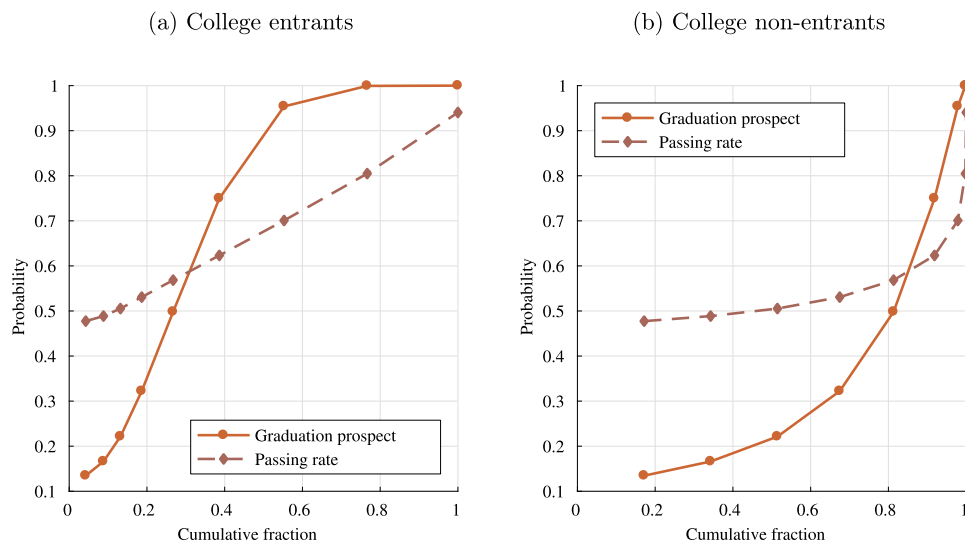 (a) College entrants
1
0.9
0.8
0.7
0.6
0.5
0.4
0.3
0.2
0.1
Probability
Graduation prospect
Passing rate
0 0.2 0.4 0.6 0.8 1
Cumulative fraction
(b) College non-entrants
1
0.9
0.8
0.7
0.6
0.5
0.4
0.3
0.2
0.1
Probability
Graduation prospect
Passing rate
0 0.2 0.4 0.6 0.8 1
Cumulative fraction